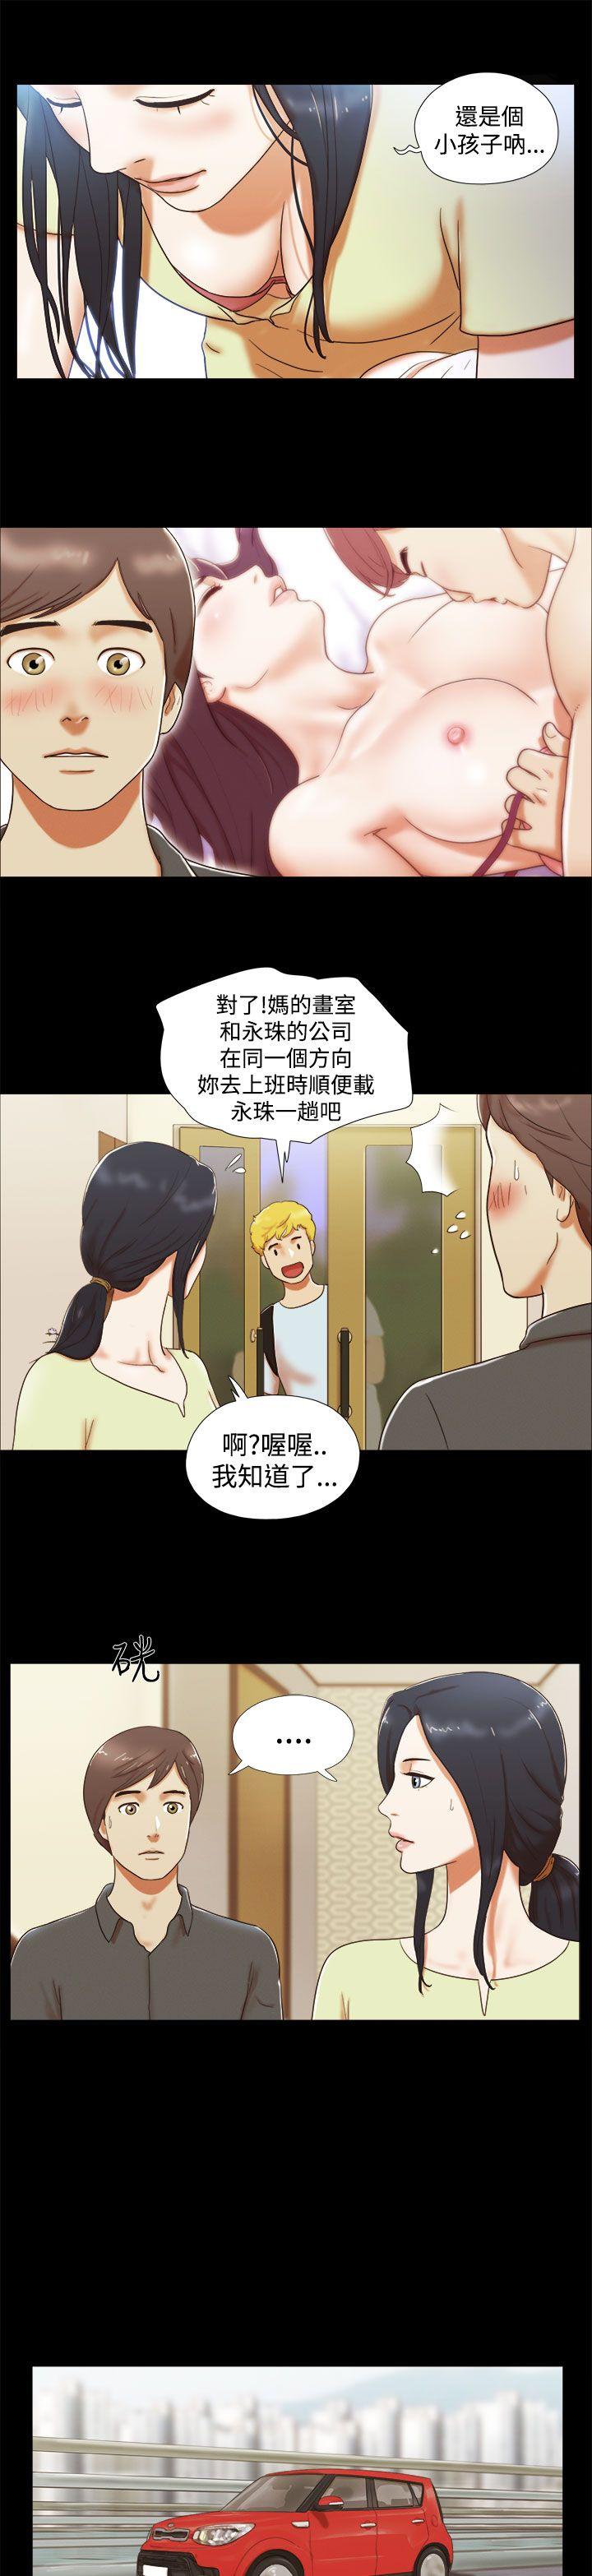 還是個
小孩子吶...
對了!媽的畫室
和永珠的公司
在同一個方向
妳去上班時順便載
永珠一趟吧
啊?喔喔..
我知道了...
硄
....